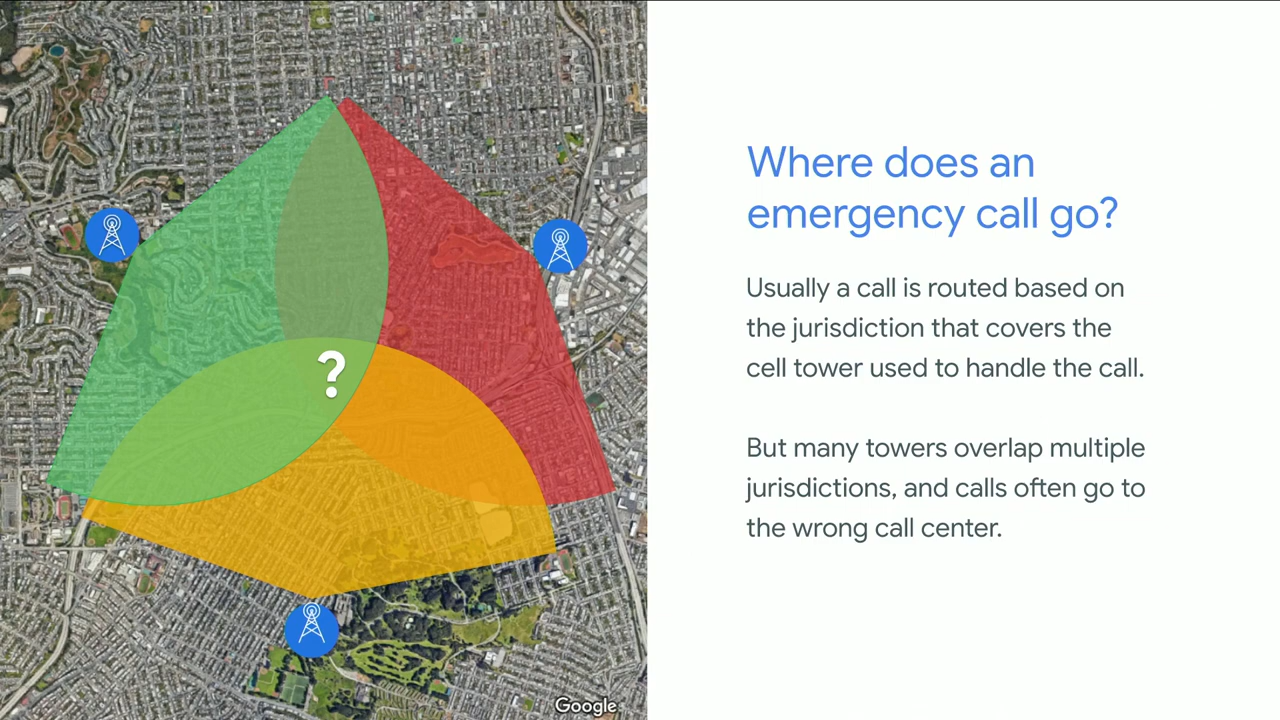 Where does an
emergency call go?
Usually a call is routed based on
the jurisdiction that covers the
cell tower used to handle the call.
But many towers overlap multiple
jurisdictions, and calls often go to
the wrong call center.
?
Google